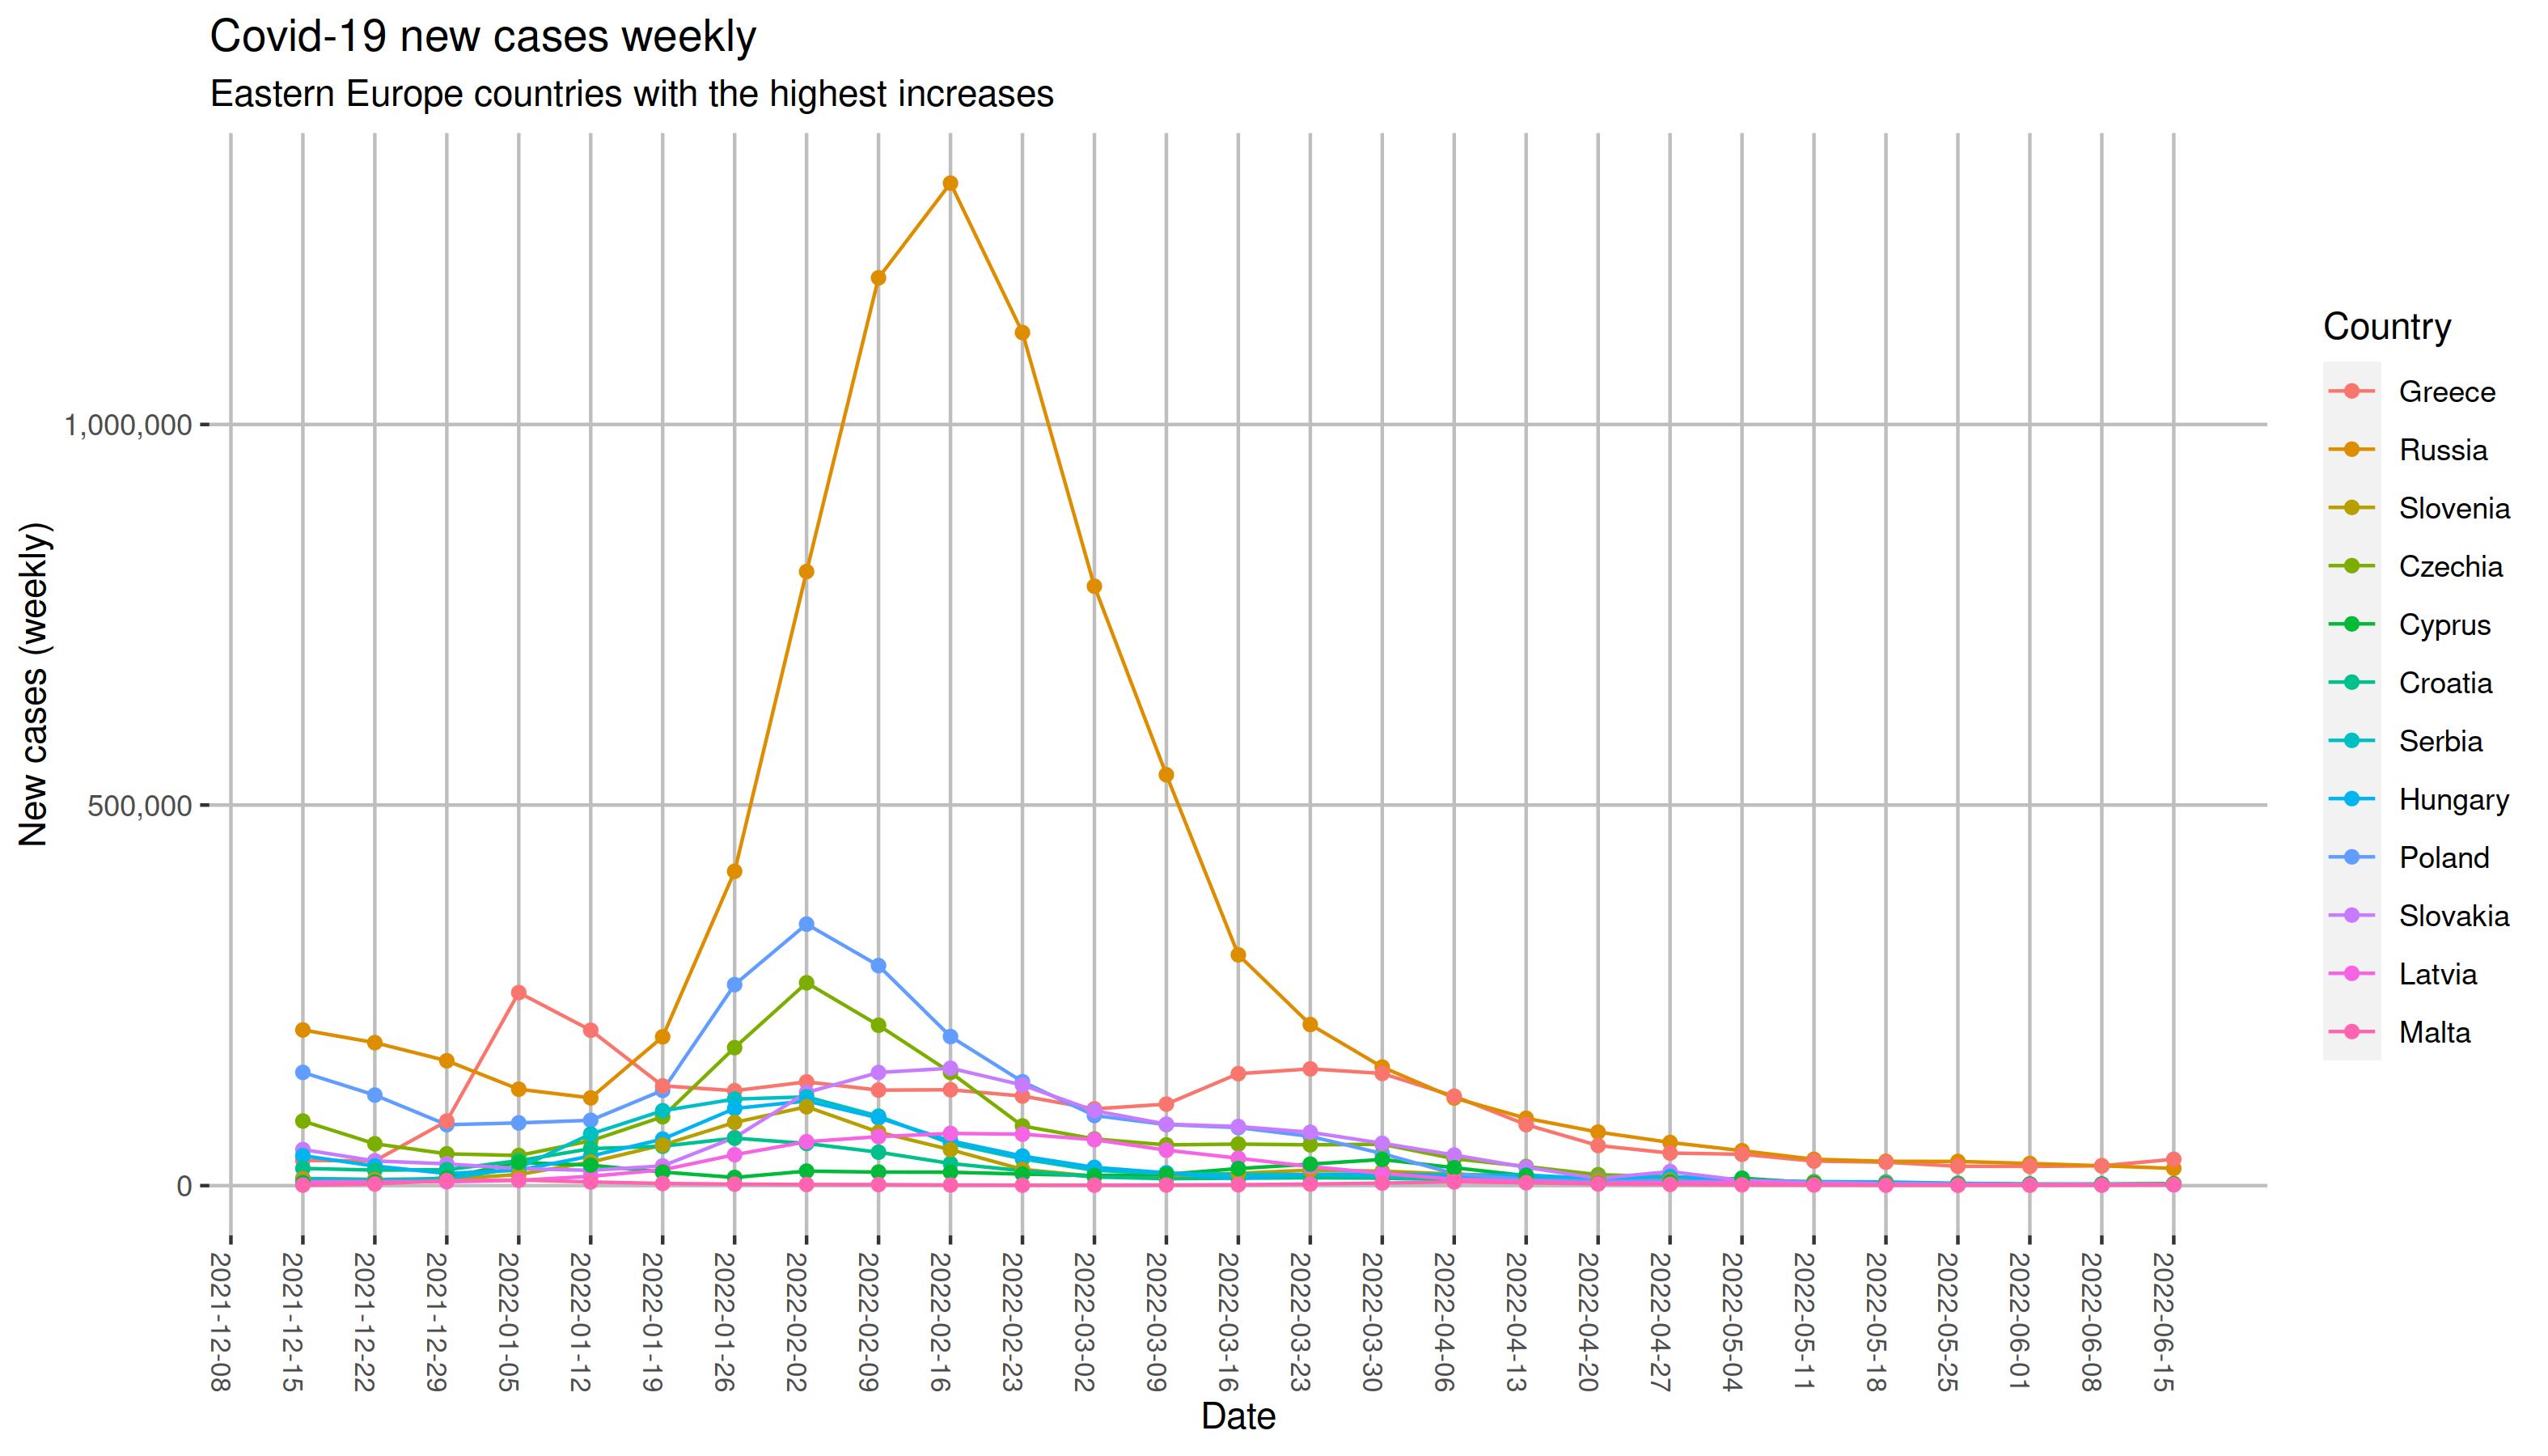 Covid-19 new cases weekly
Eastern Europe countries with the highest increases
New cases (weekly)
1,000,000
500,000
0
2021-12-08
2021-12-15
2021-12-22
2021-12-29
2022-01-05
2022-01-12
2022-01-19
2022-01-26
2022-02-02
2022-02-09
2022-02-16
2022-02-23
2022-03-02
2022-03-09
2022-03-16
2022-03-23
2022-03-30
2022-04-06
2022-04-13
2022-04-20
2022-04-27
2022-05-04
2022-05-11
2022-05-18
2022-05-25
2022-06-01
2022-06-08
2022-06-15
Date
Country
Greece
Russia
Slovenia
Czechia
Cyprus
Croatia
Serbia
Hungary
Poland
Slovakia
Latvia
Malta